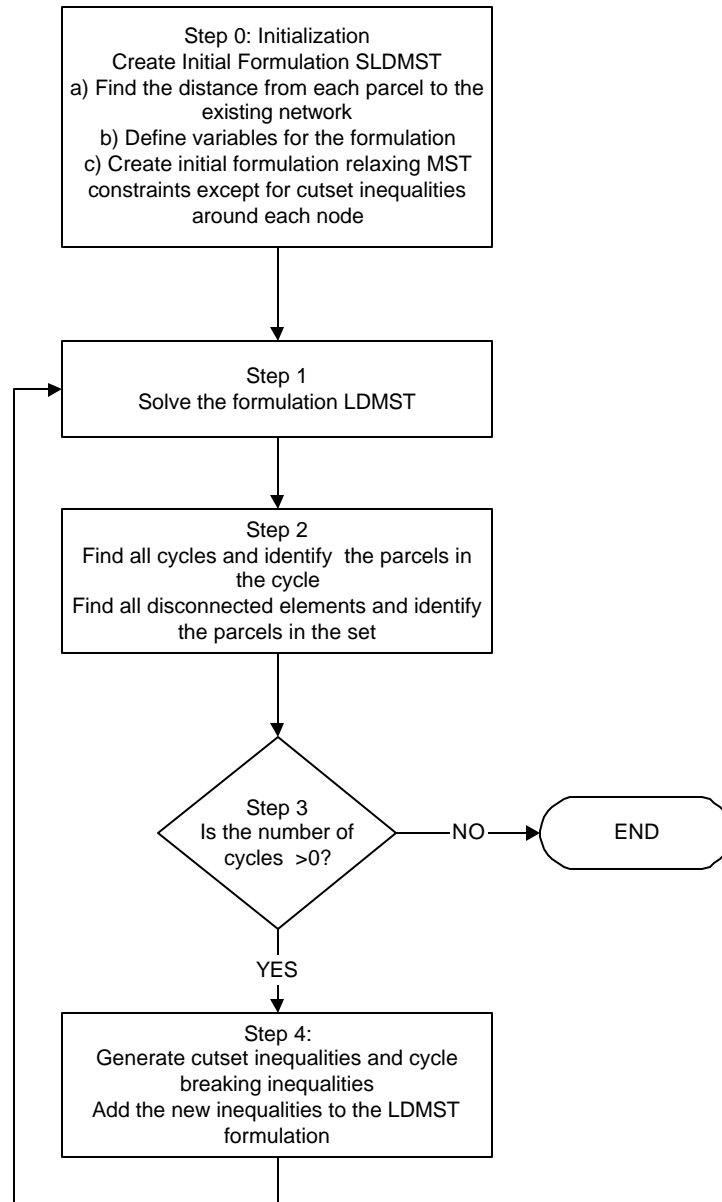 Step 0: Initialization
Create Initial Formulation SLDMST
a) Find the distance from each parcel to the
existing network
b) Define variables for the formulation
c) Create initial formulation relaxing MST
constraints except for cutset inequalities
around each node
Step 1
Solve the formulation LDMST
Step 2
Find all cycles and identify the parcels in
the cycle
Find all disconnected elements and identify
the parcels in the set
Step 3
Is the number of
cycles >0?
NO
END
YES
Step 4:
Generate cutset inequalities and cycle
breaking inequalities
Add the new inequalities to the LDMST
formulation